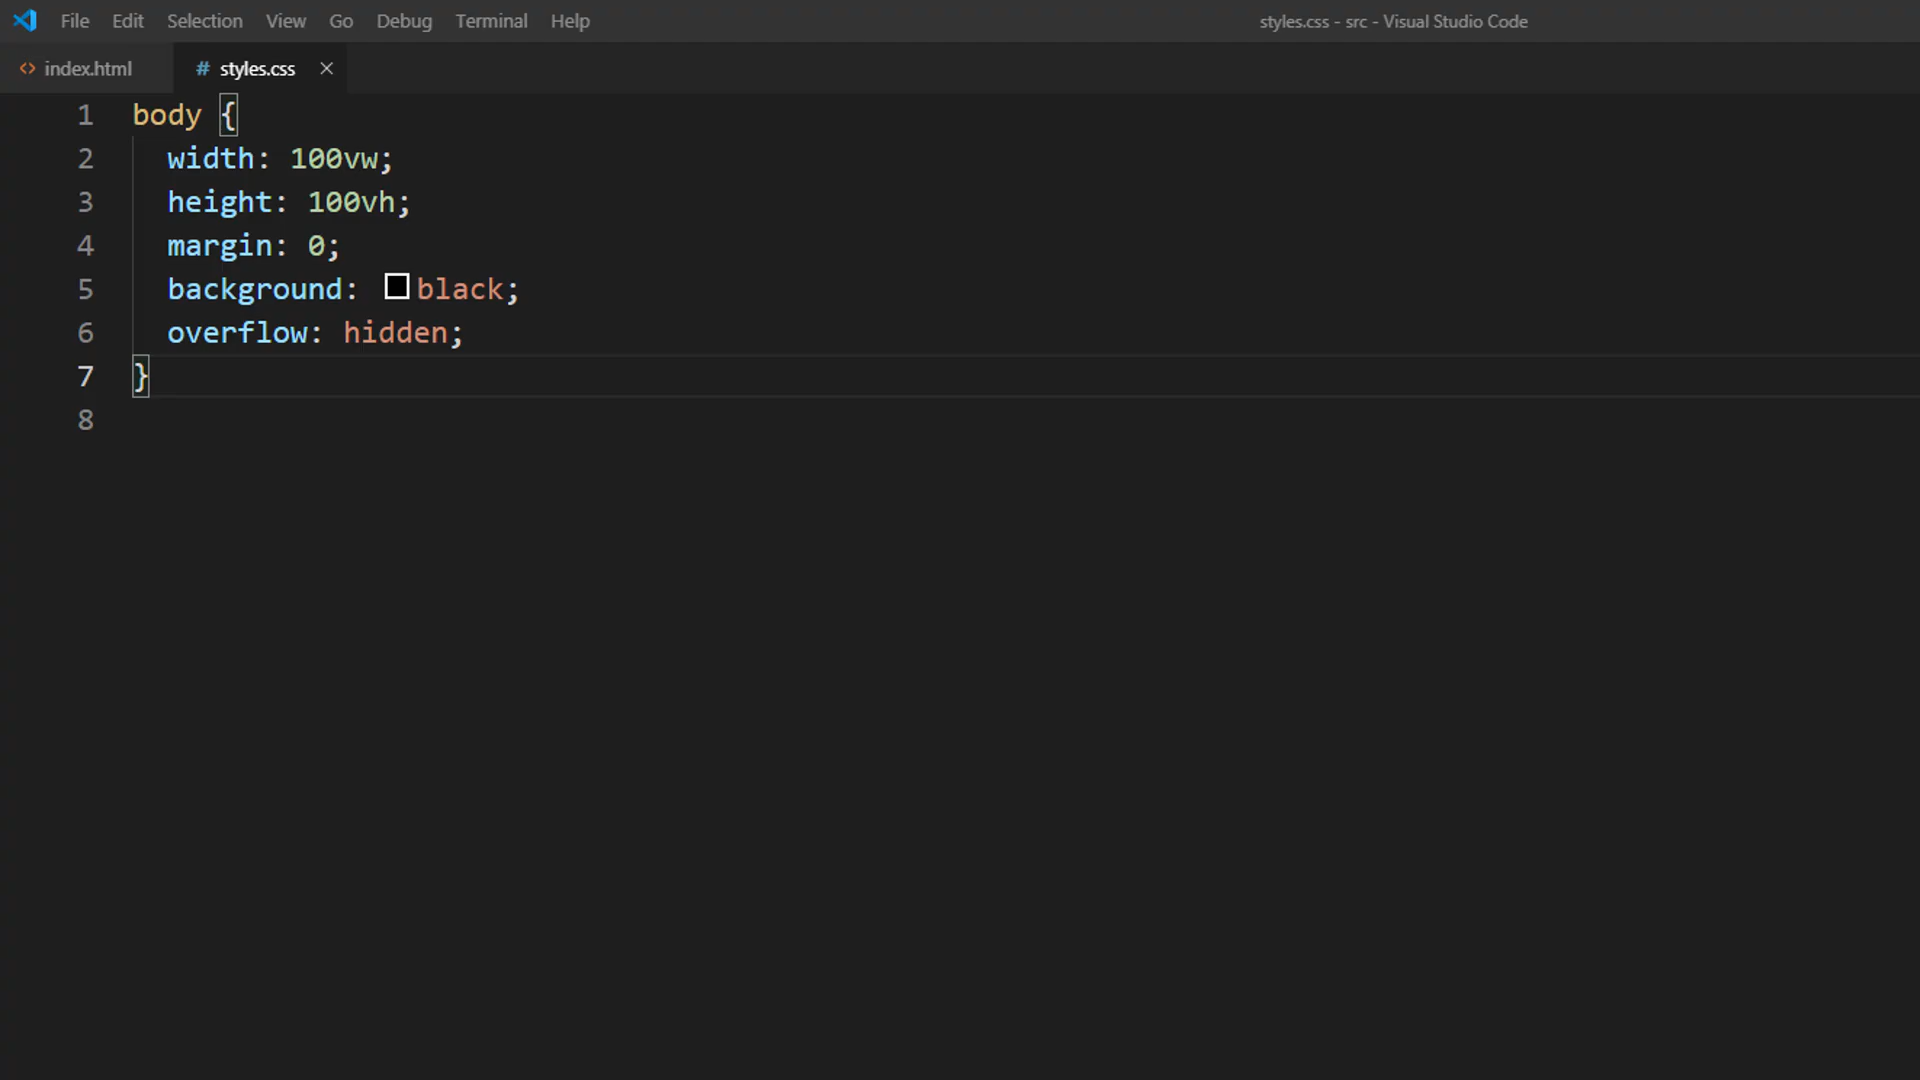 File Edit Selection View Go Debug Terminal Help styles.css - src - Visual Studio Code
<> index.html # styles.css ×
1 body {
2 width: 100vw;
3 height: 100vh;
4 margin: 0;
5 background: black;
6 overflow: hidden;
7 }
8